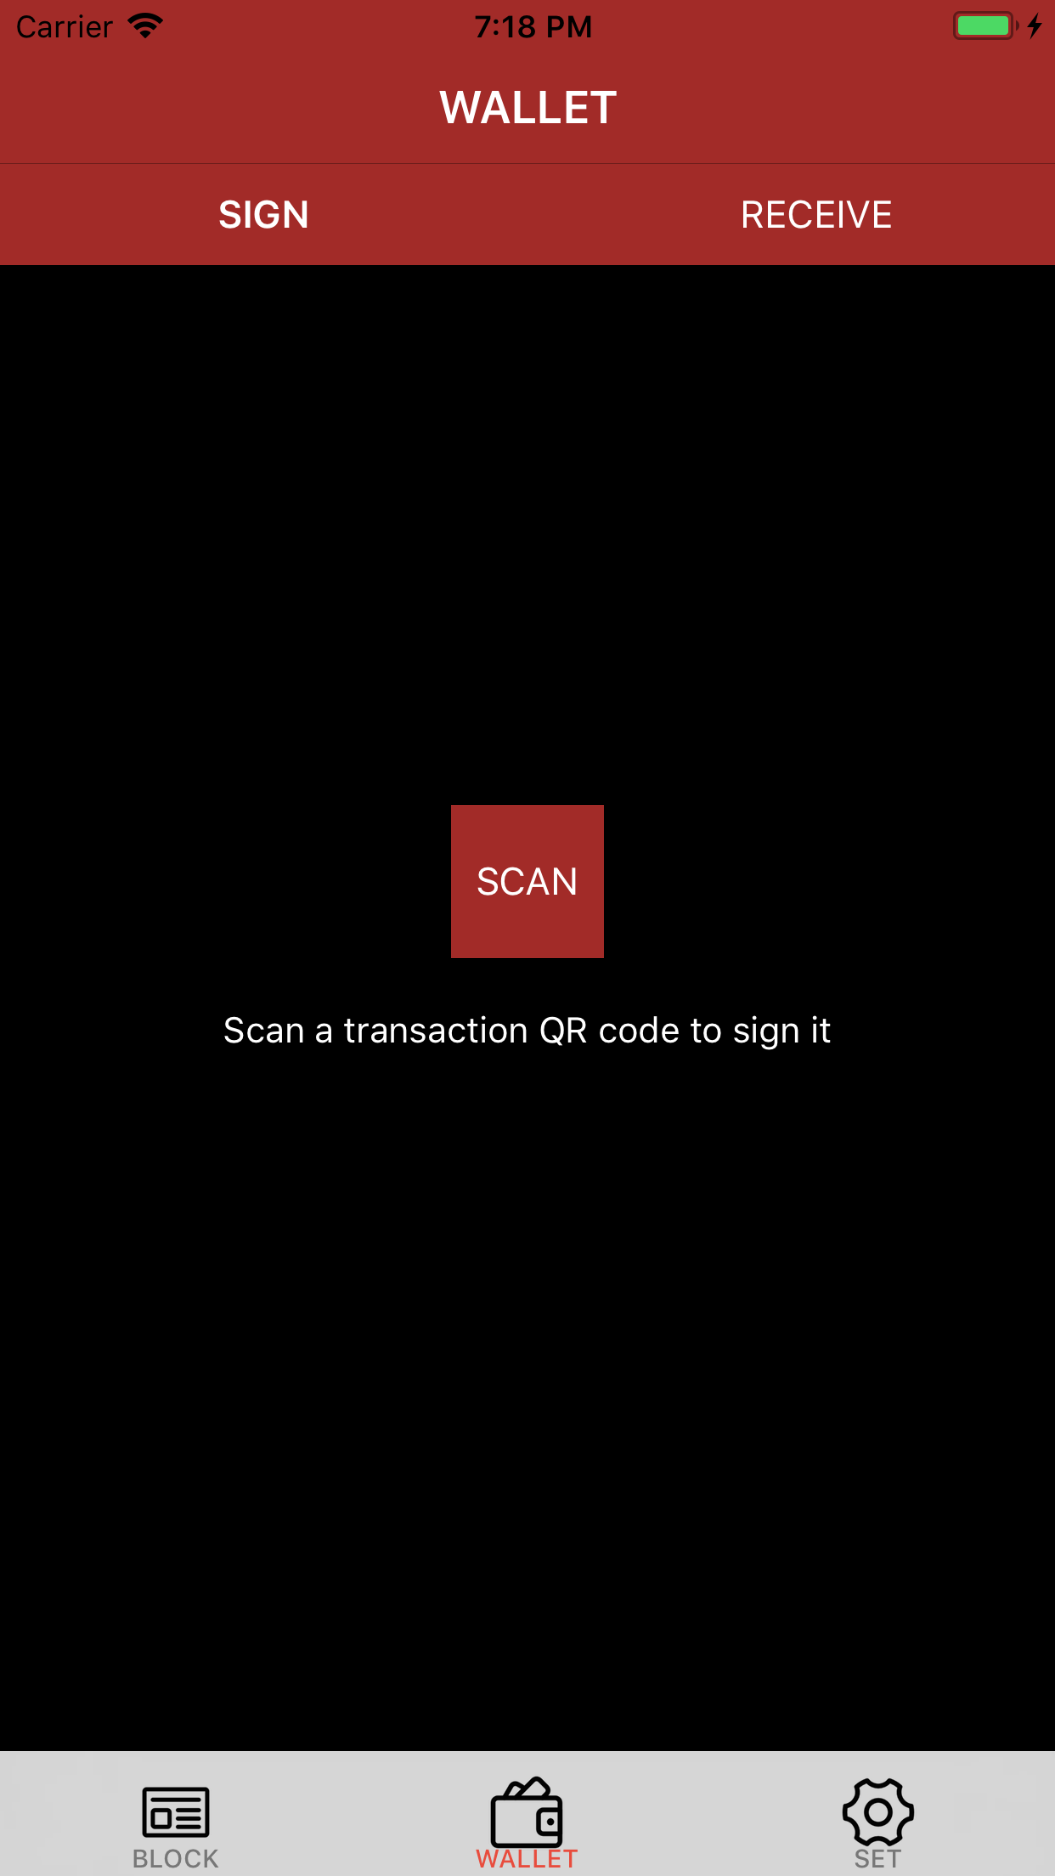 Carrier 7:18 PM
WALLET
SIGN RECEIVE
SCAN
Scan a transaction QR code to sign it
BLOCK WALLET SET